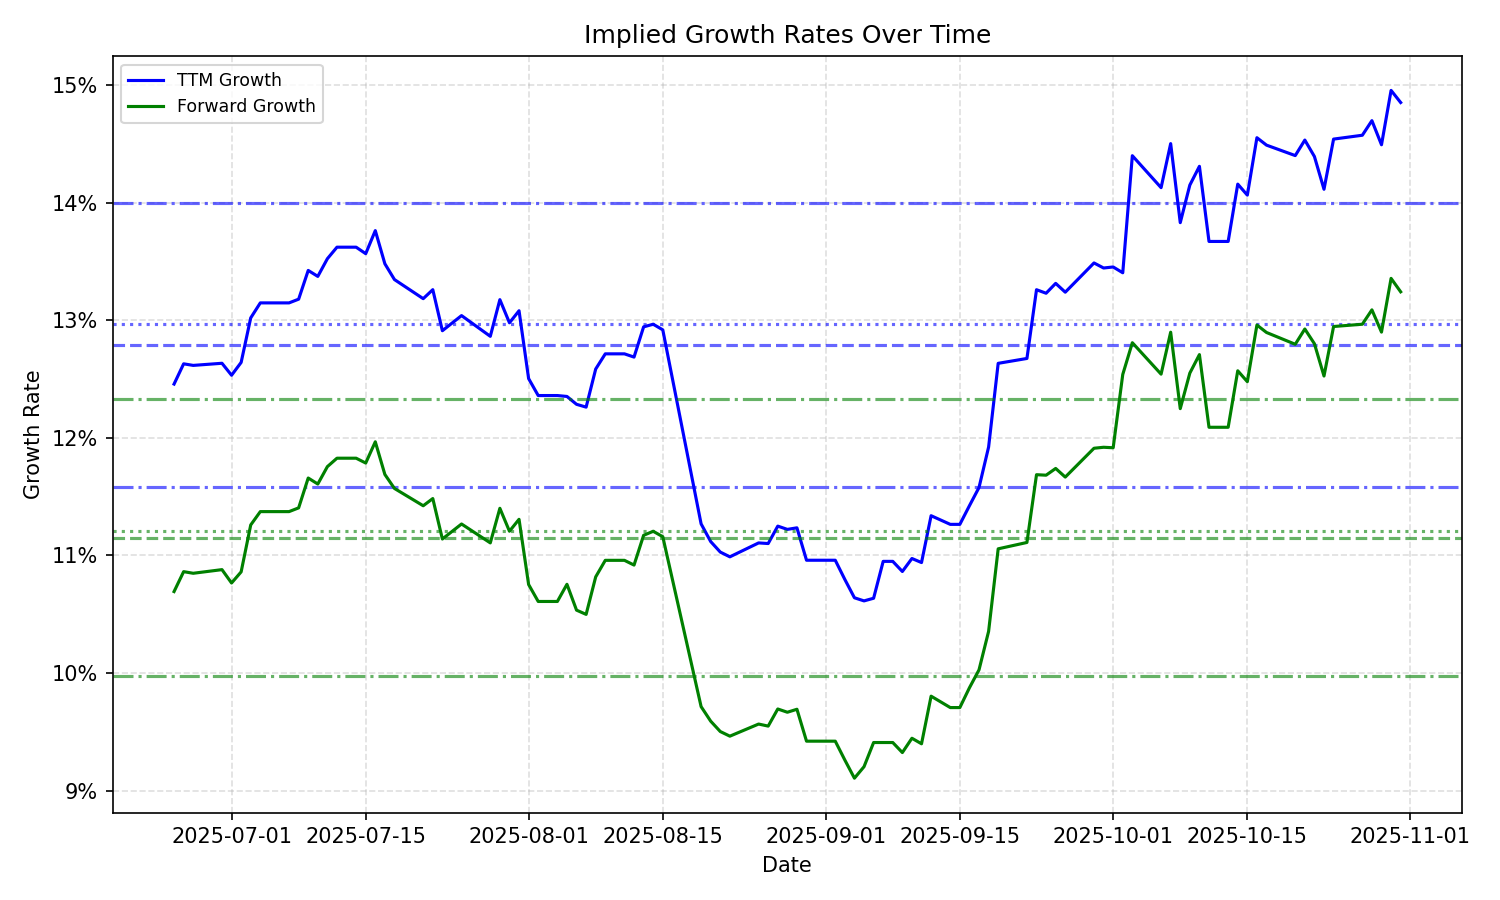 Implied Growth Rates Over Time
TTM Growth
Forward Growth
15%
14%
13%
12%
11%
10%
9%
Growth Rate
2025-07-01 2025-07-15 2025-08-01 2025-08-15 2025-09-01 2025-09-15 2025-10-01 2025-10-15 2025-11-01
Date